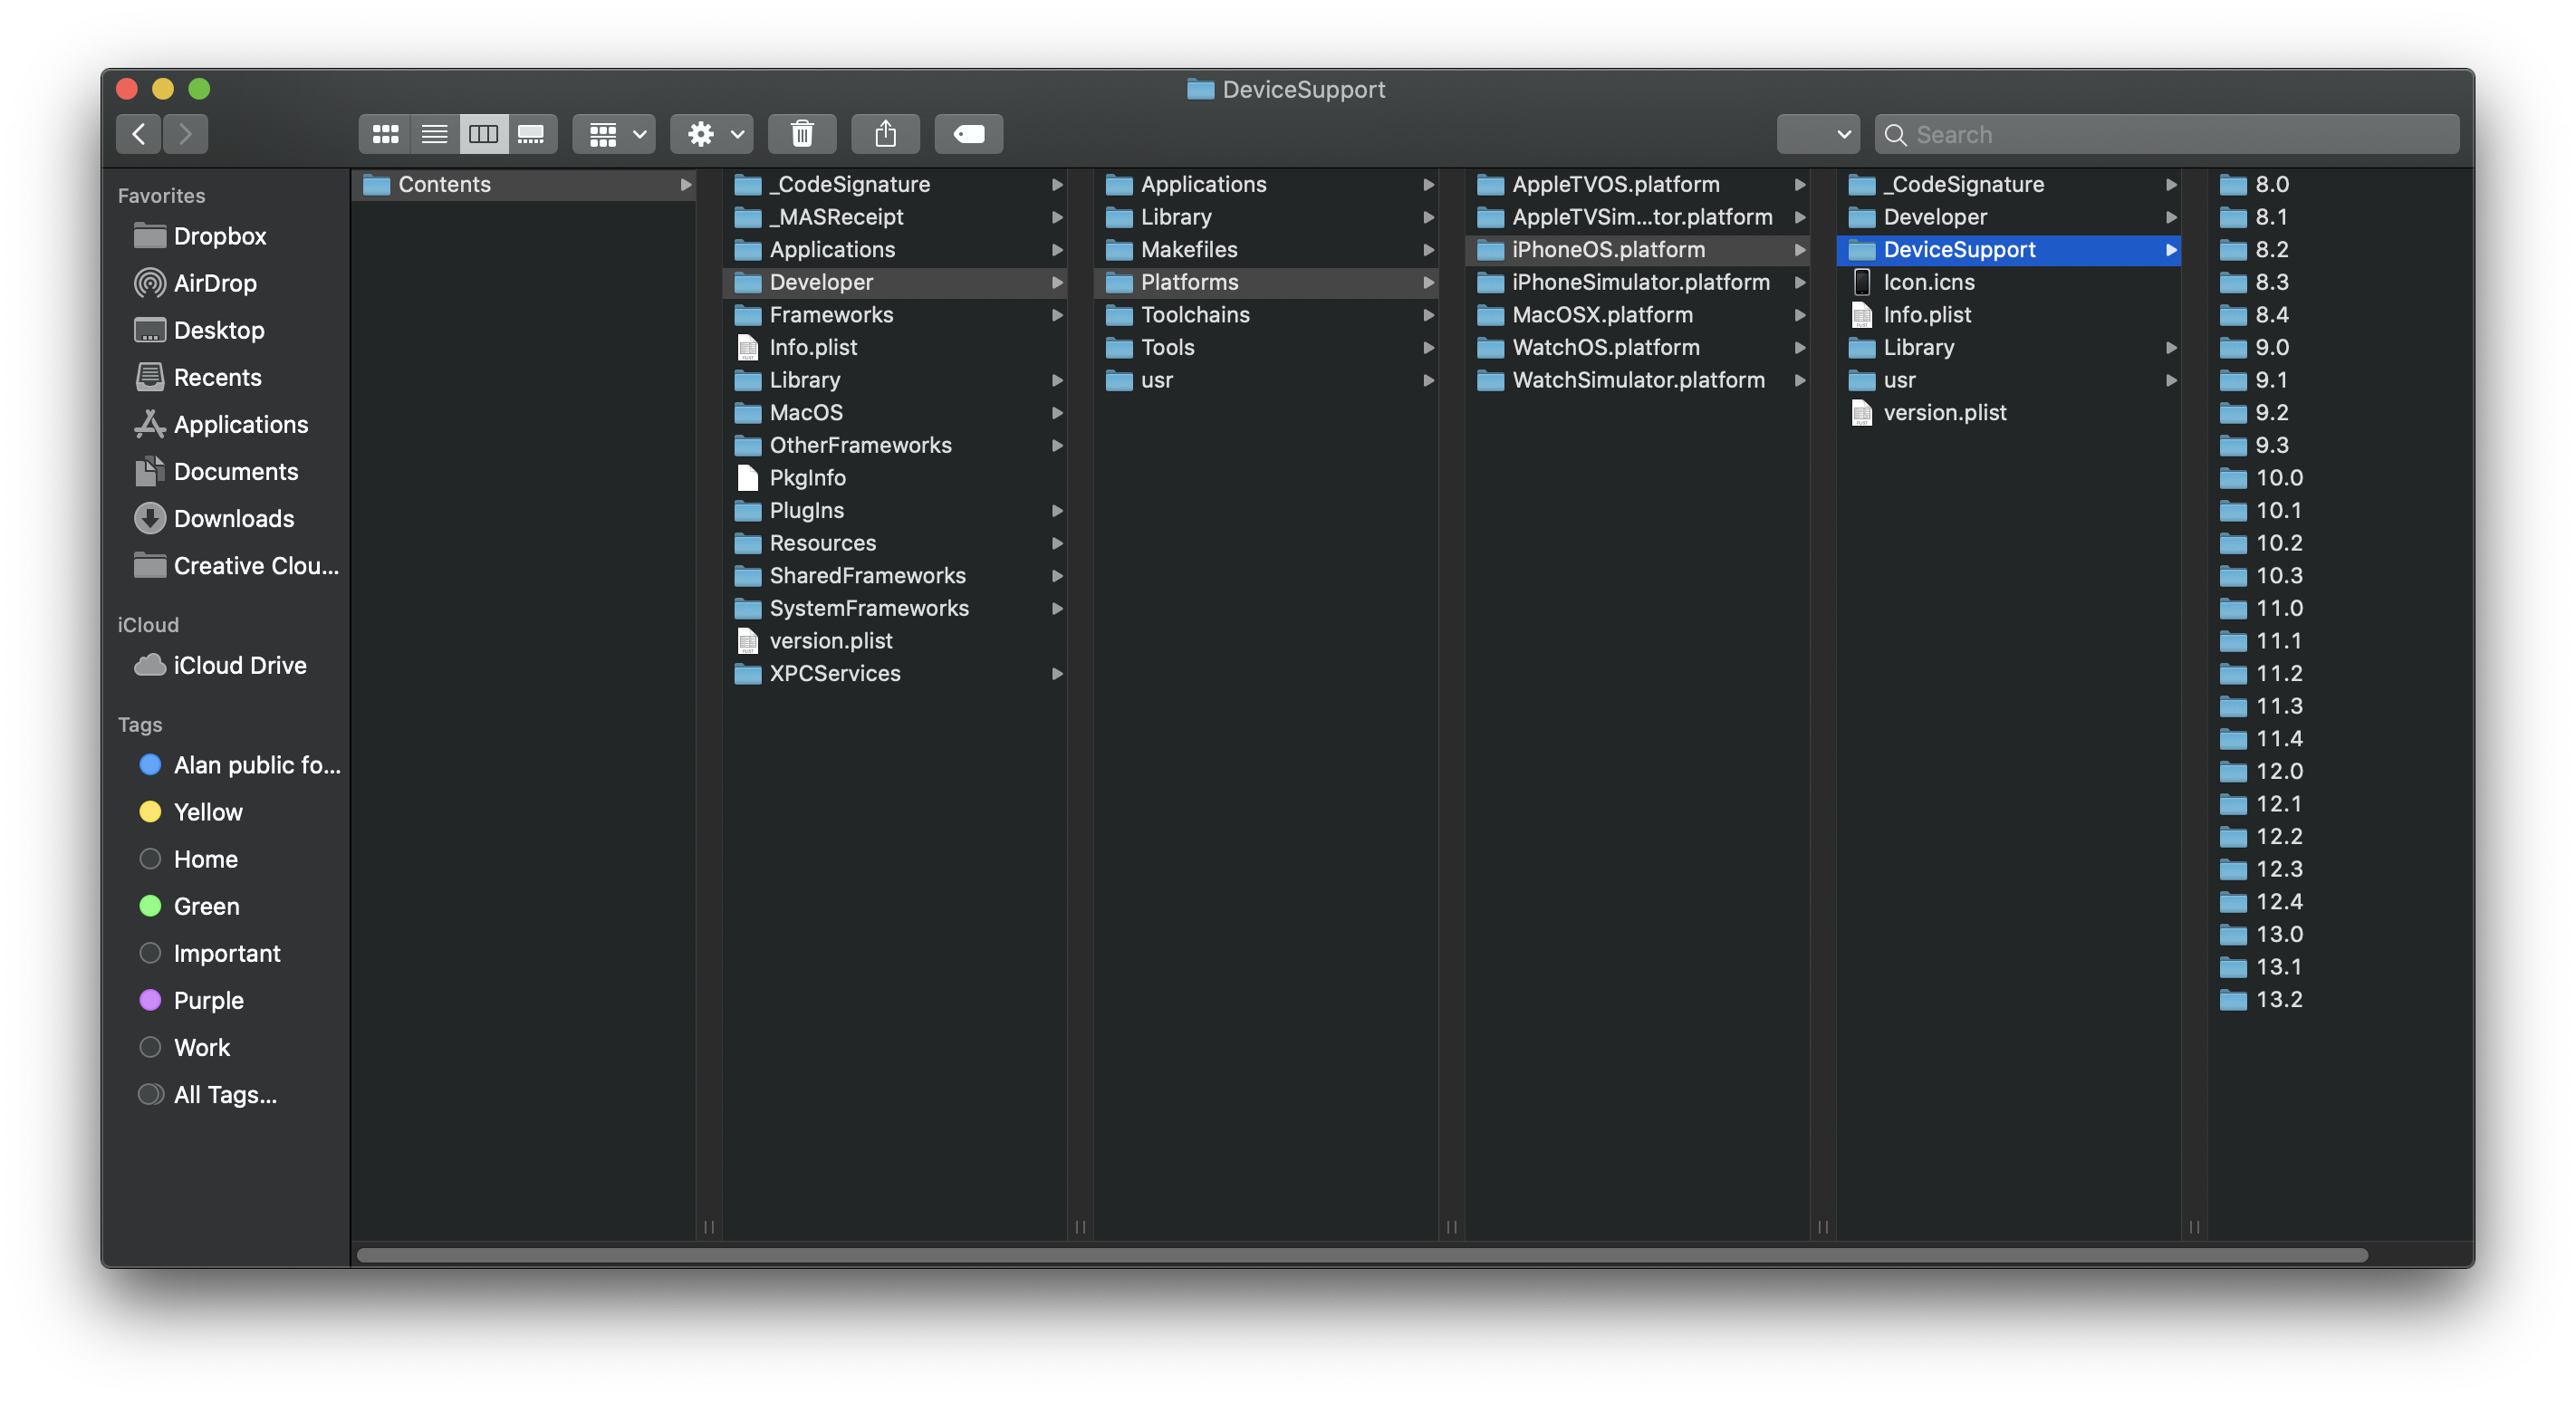 DeviceSupport
Search
Favorites
Dropbox
AirDrop
Desktop
Recents
Applications
Documents
Downloads
Creative Clou...
iCloud
iCloud Drive
Tags
Alan public fo...
Yellow
Home
Green
Important
Purple
Work
All Tags...
Contents
_CodeSignature
_MASReceipt
Applications
Developer
Frameworks
Info.plist
Library
MacOS
OtherFrameworks
PkgInfo
PlugIns
Resources
SharedFrameworks
SystemFrameworks
version.plist
XPCServices
Applications
Library
Makefiles
Platforms
Toolchains
Tools
usr
AppleTVOS.platform
AppleTVSim...tor.platform
iPhoneOS.platform
iPhoneSimulator.platform
MacOSX.platform
WatchOS.platform
WatchSimulator.platform
_CodeSignature
Developer
DeviceSupport
Icon.icns
Info.plist
Library
usr
version.plist
8.0
8.1
8.2
8.3
8.4
9.0
9.1
9.2
9.3
10.0
10.1
10.2
10.3
11.0
11.1
11.2
11.3
11.4
12.0
12.1
12.2
12.3
12.4
13.0
13.1
13.2